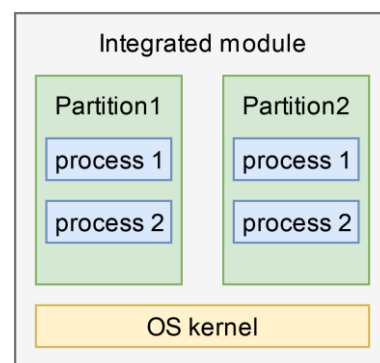 Integrated module
Partition1
process 1
process 2
Partition2
process 1
process 2
OS kernel